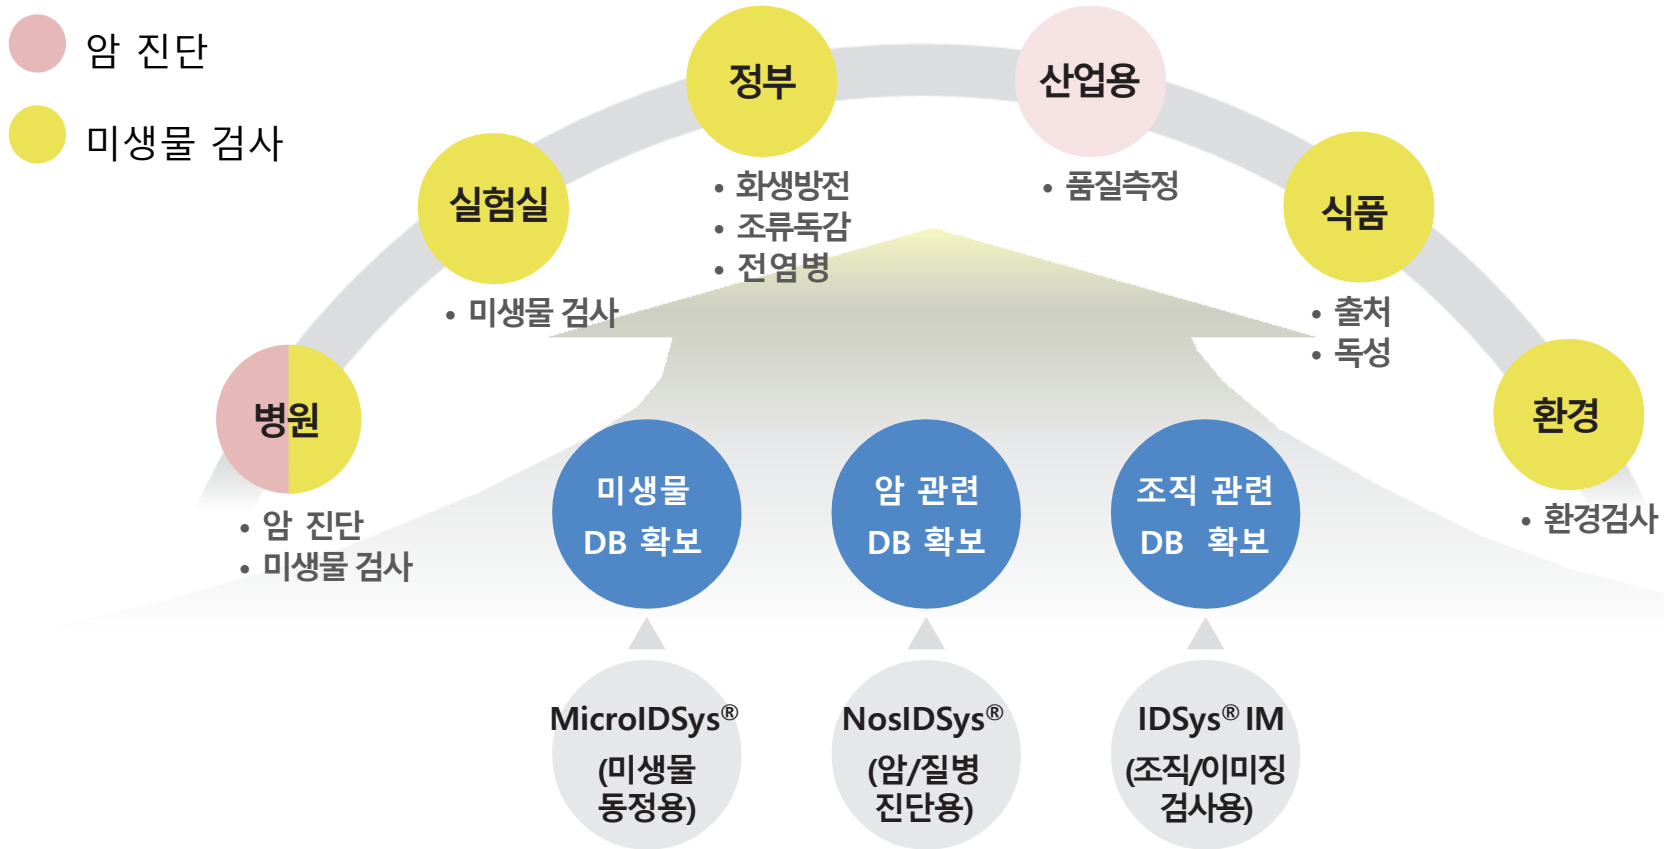 암 진단
미생물 검사
정부
• 화생방전
• 조류독감
• 전염병
산업용
• 품질측정
실험실
• 미생물 검사
식품
• 출처
• 독성
병원
• 암 진단
• 미생물 검사
환경
• 환경검사
미생물
DB 확보
암 관련
DB 확보
조직 관련
DB 확보
MicroIDSys®
(미생물
동정용)
NosIDSys®
(암/질병
진단용)
IDSys® IM
(조직/이미징
검사용)